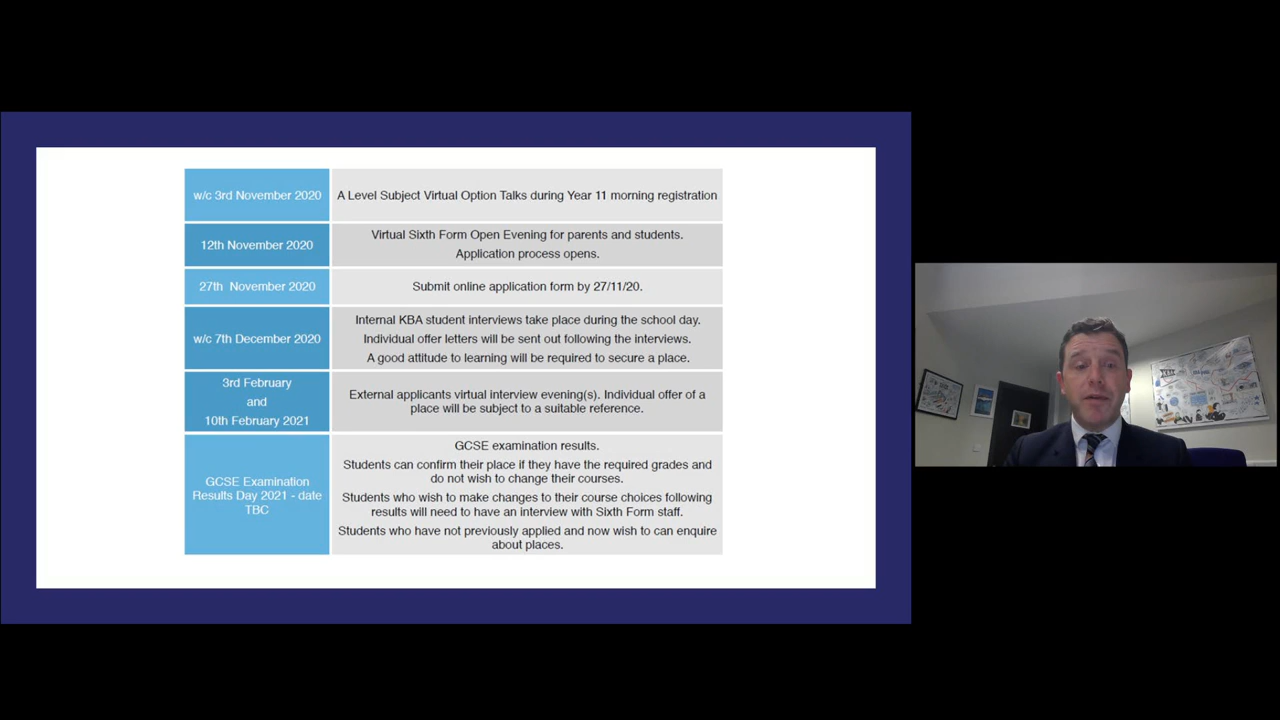 w/c 3rd November 2020
A Level Subject Virtual Option Talks during Year 11 morning registration
12th November 2020
Virtual Sixth Form Open Evening for parents and students.
Application process opens.
27th November 2020
Submit online application form by 27/11/20.
w/c 7th December 2020
Internal KBA student interviews take place during the school day.
Individual offer letters will be sent out following the interviews.
A good attitude to learning will be required to secure a place.
3rd February
and
10th February 2021
External applicants virtual interview evening(s). Individual offer of a
place will be subject to a suitable reference.
GCSE Examination
Results Day 2021 - date
TBC
GCSE examination results.
Students can confirm their place if they have the required grades and
do not wish to change their courses.
Students who wish to make changes to their course choices following
results will need to have an interview with Sixth Form staff.
Students who have not previously applied and now wish to can enquire
about places.